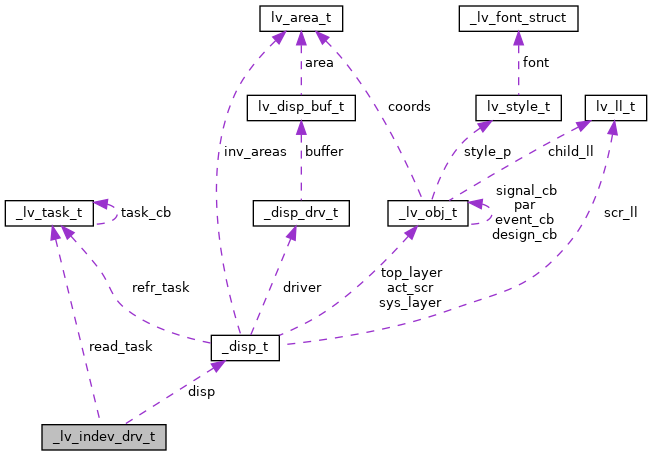 lv_area_t
_lv_font_struct
area
font
lv_disp_buf_t
lv_style_t
lv_ll_t
coords
inv_areas
buffer
style_p
child_ll
_lv_task_t
task_cb
_disp_drv_t
_lv_obj_t
signal_cb
par
event_cb
design_cb
scr_ll
refr_task
driver
top_layer
act_scr
sys_layer
read_task
_disp_t
disp
_lv_indev_drv_t